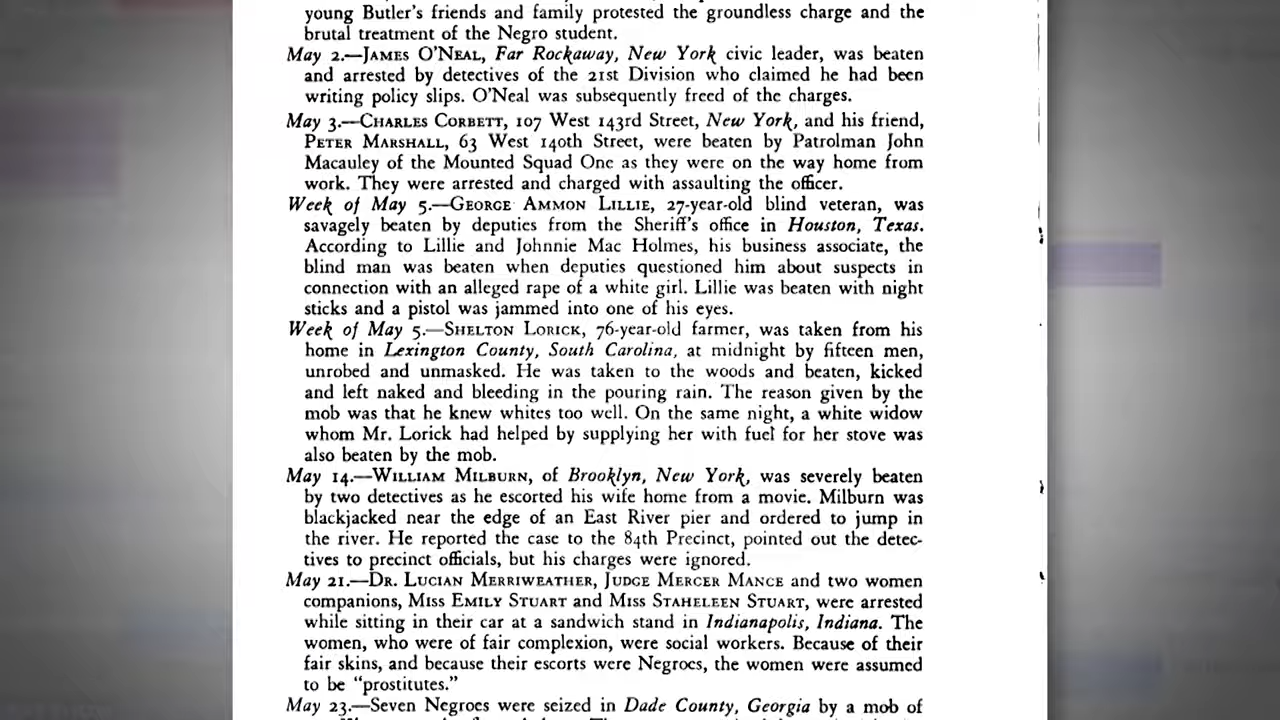 young Butler's friends and family protested the groundless charge and the
brutal treatment of the Negro student.
May 2.—JAMES O'NEAL, Far Rockaway, New York civic leader, was beaten
and arrested by detectives of the 21st Division who claimed he had been
writing policy slips. O'Neal was subsequently freed of the charges.
May 3.—CHARLES CORBETT, 107 West 143rd Street, New York, and his friend,
PETER MARSHALL, 63 West 140th Street, were beaten by Patrolman John
Macauley of the Mounted Squad One as they were on the way home from
work. They were arrested and charged with assaulting the officer.
Week of May 5.—GEORGE AMMON LILLIE, 27-year-old blind veteran, was
savagely beaten by deputies from the Sheriff's office in Houston, Texas.
According to Lillie and Johnnie Mac Holmes, his business associate, the
blind man was beaten when deputies questioned him about suspects in
connection with an alleged rape of a white girl. Lillie was beaten with night
sticks and a pistol was jammed into one of his eyes.
Week of May 5.—SHELTON LORICK, 76-year-old farmer, was taken from his
home in Lexington County, South Carolina, at midnight by fifteen men,
unrobed and unmasked. He was taken to the woods and beaten, kicked
and left naked and bleeding in the pouring rain. The reason given by the
mob was that he knew whites too well. On the same night, a white widow
whom Mr. Lorick had helped by supplying her with fuel for her stove was
also beaten by the mob.
May 14.—WILLIAM MILBURN, of Brooklyn, New York, was severely beaten
by two detectives as he escorted his wife home from a movie. Milburn was
blackjacked near the edge of an East River pier and ordered to jump in
the river. He reported the case to the 84th Precinct, pointed out the detec-
tives to precinct officials, but his charges were ignored.
May 21.—DR. LUCIAN MERRIWEATHER, JUDGE MERCER MANCE and two women
companions, MISS EMILY STUART and MISS STAHELEEN STUART, were arrested
while sitting in their car at a sandwich stand in Indianapolis, Indiana. The
women, who were of fair complexion, were social workers. Because of their
fair skins, and because their escorts were Negroes, the women were assumed
to be "prostitutes."
May 23.—Seven Negroes were seized in Dade County, Georgia by a mob of